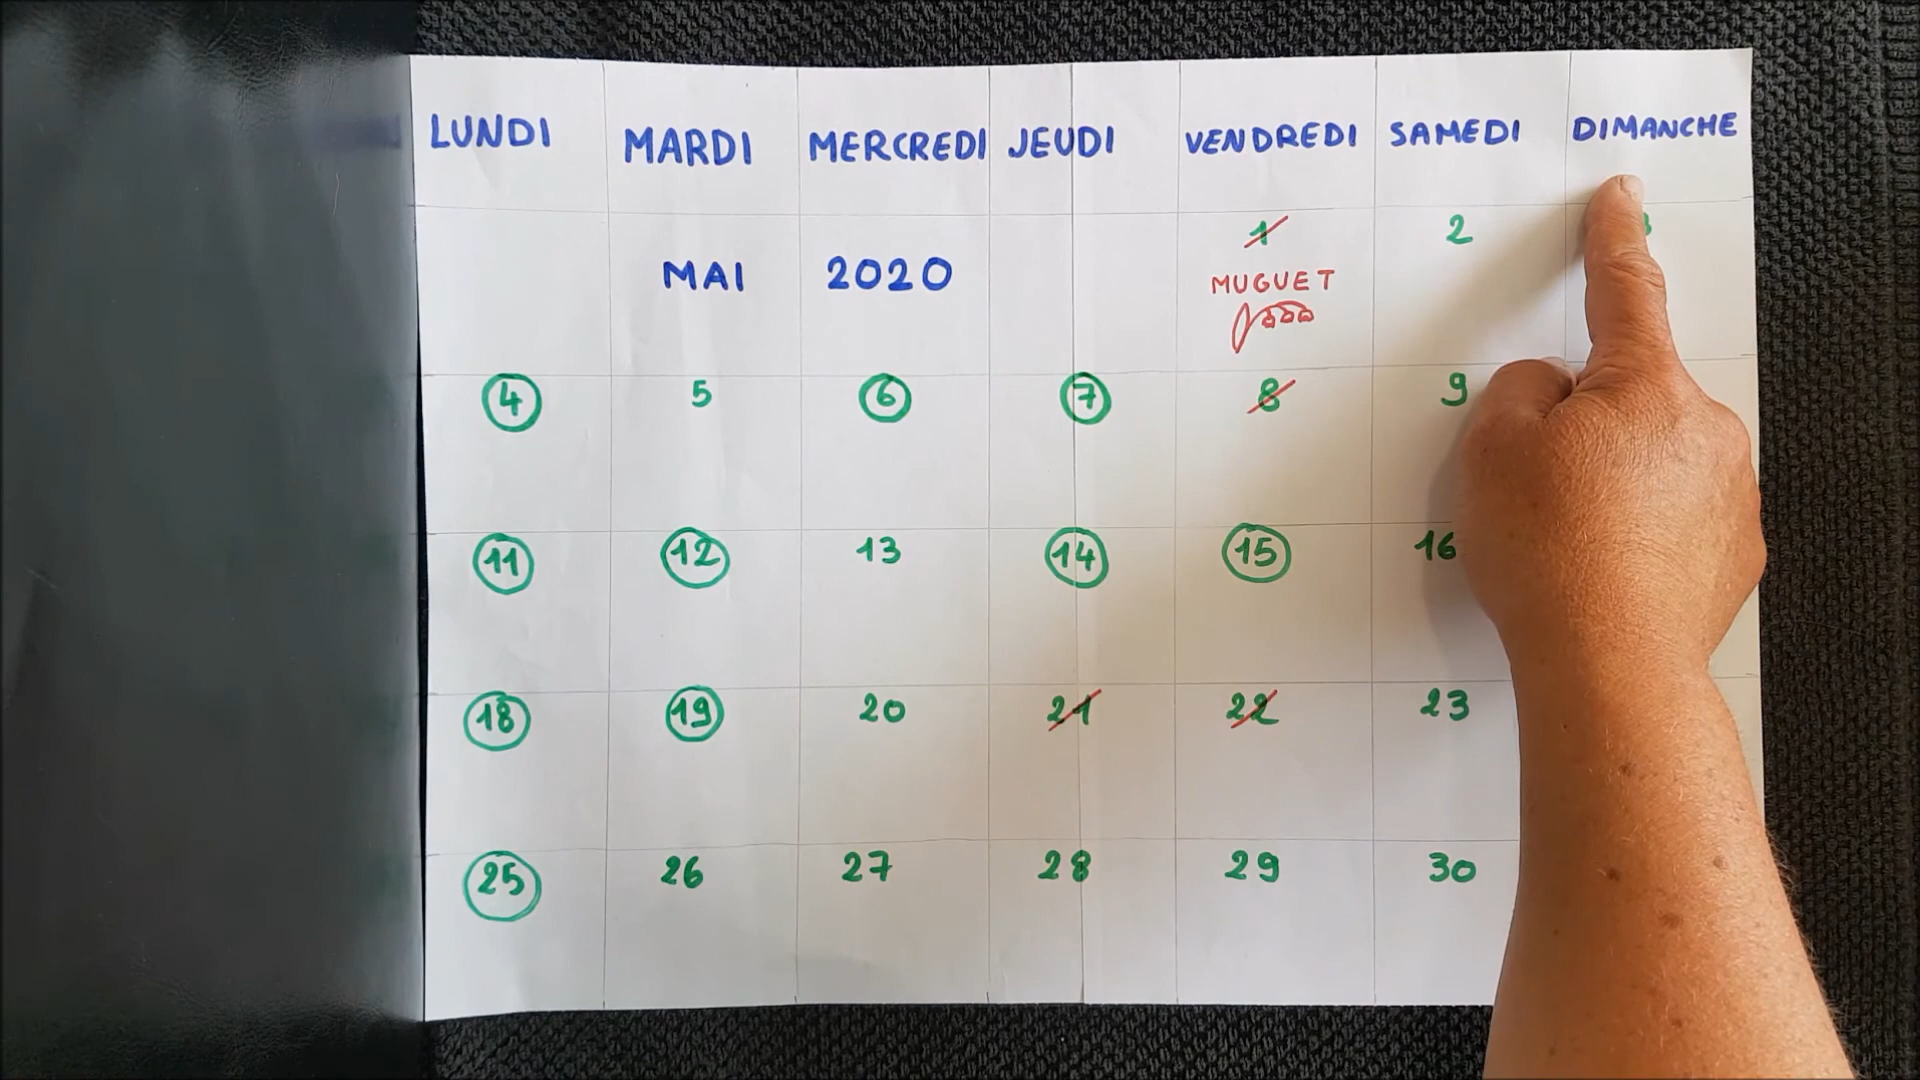 LUNDI MARDI MERCREDI JEUDI VENDREDI SAMEDI DIMANCHE
1 2
MAI 2020 MUGUET
4 5 6 7 8 9
11 12 13 14 15 16
18 19 20 21 22 23
25 26 27 28 29 30